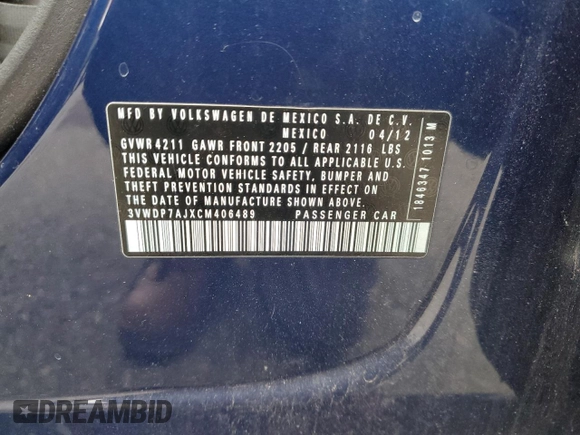 MFD BY VOLKSWAGEN DE MEXICO S.A. DE C.V.
MEXICO 04/12
GVWR 4211 GAWR FRONT 2205 / REAR 2116 LBS
THIS VEHICLE CONFORMS TO ALL APPLICABLE U.S.
FEDERAL MOTOR VEHICLE SAFETY, BUMPER AND
THEFT PREVENTION STANDARDS IN EFFECT ON
THE DATE OF MANUFACTURE SHOWN ABOVE.
3VWDP7AJXCM406489 PASSENGER CAR
1846347 1013 M
DREAMBID